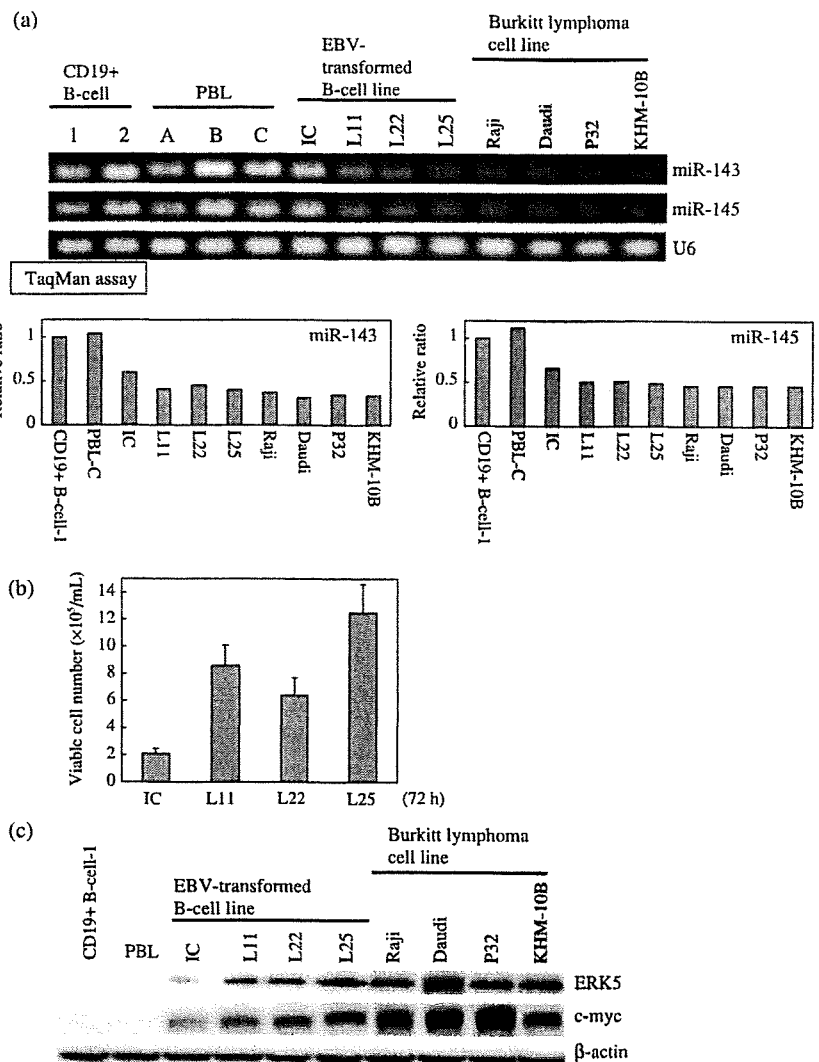 (a)
Burkitt lymphoma
cell line
EBV-
transformed
B-cell line
CD19+
B-cell
PBL
1 2 A B C IC L11 L22 L25 Raji Daudi P32 KHM-10B
miR-143
miR-145
U6
TaqMan assay
miR-143
1
0.5
0
CD19+ B-cell-1 PBL-C IC L11 L22 L25 Raji Daudi P32 KHM-10B
miR-145
Relative ratio
1
0.5
0
CD19+ B-cell-1 PBL-C IC L11 L22 L25 Raji Daudi P32 KHM-10B
(b)
Viable cell number (×10⁵/mL)
14
12
10
8
6
4
2
0
IC L11 L22 L25 (72 h)
(c)
Burkitt lymphoma
cell line
EBV-transformed
B-cell line
CD19+ B-cell-1 PBL IC L11 L22 L25 Raji Daudi P32 KHM-10B
ERK5
c-myc
β-actin